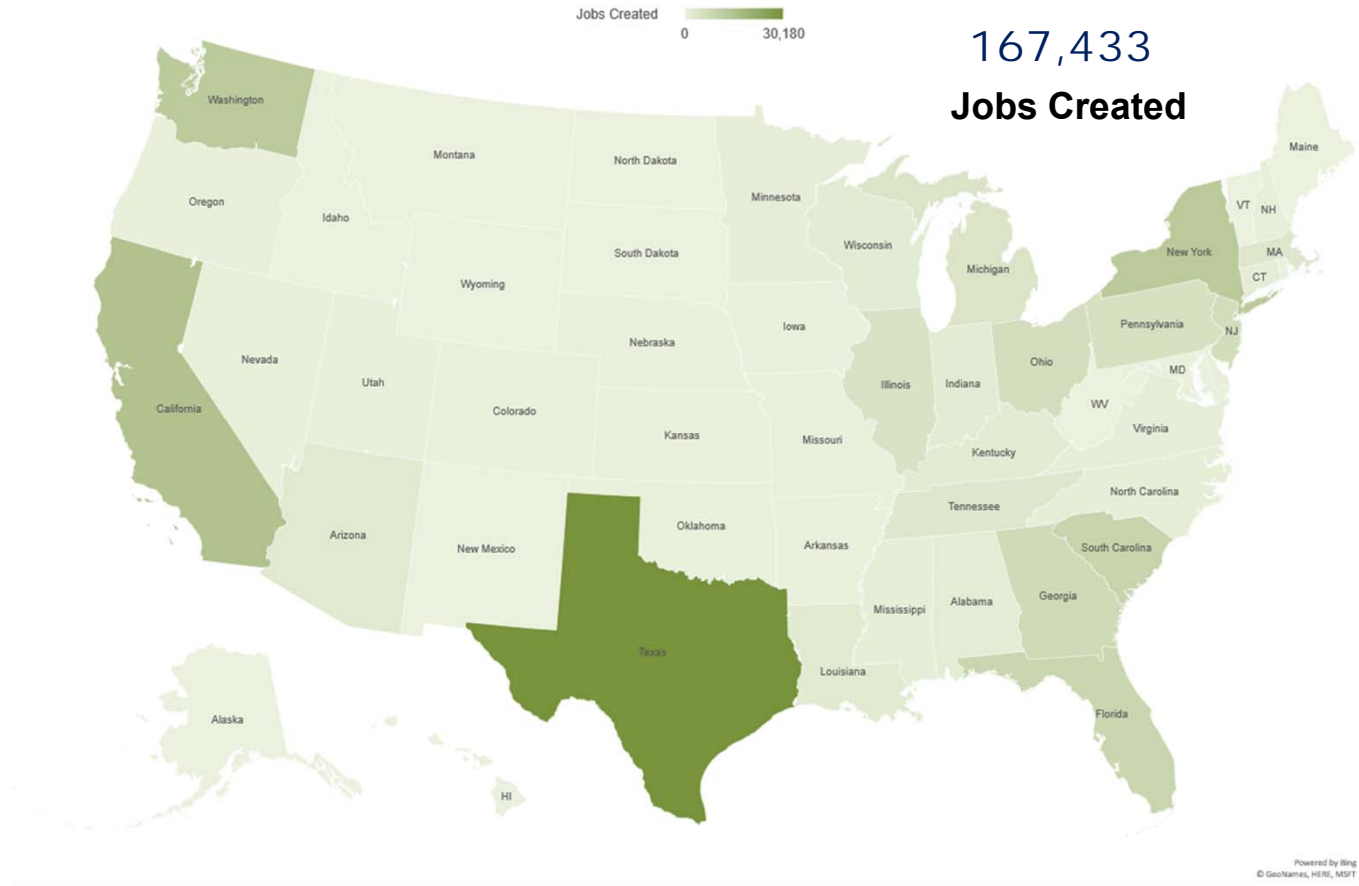 Jobs Created
0 30,180
167,433
Jobs Created
Washington
Montana
North Dakota
Minnesota
Maine
Oregon
Idaho
Wisconsin
VT NH
South Dakota
Michigan
New York
MA
CT
Wyoming
Iowa
Nebraska
Pennsylvania
NJ
Nevada
Utah
Colorado
Illinois
Indiana
Ohio
MD
WV
California
Kansas
Missouri
Kentucky
Virginia
North Carolina
Tennessee
Arizona
New Mexico
Oklahoma
Arkansas
South Carolina
Georgia
Alabama
Mississippi
Texas
Louisiana
Florida
Alaska
HI
Powered by Bing
© GeoNames, HERE, MSFT